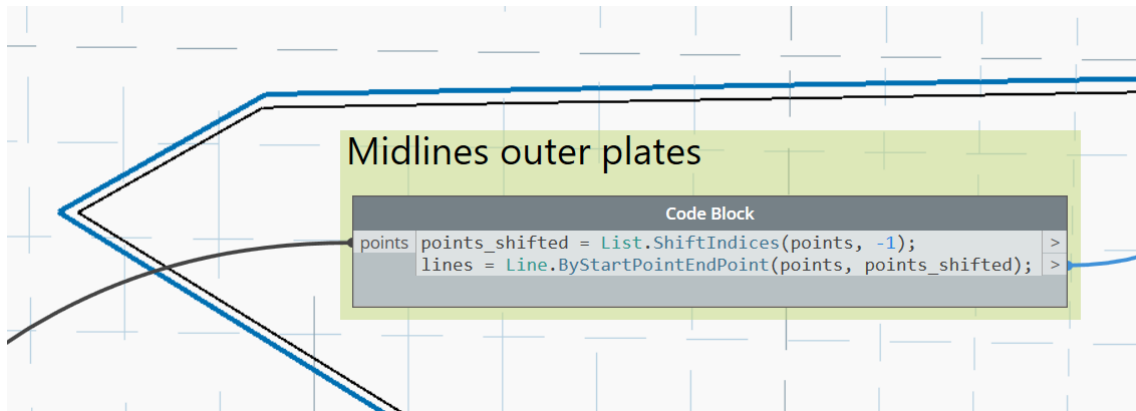 Midlines outer plates
Code Block
points points_shifted = List.ShiftIndices(points, -1); >
lines = Line.ByStartPointEndPoint(points, points_shifted); >